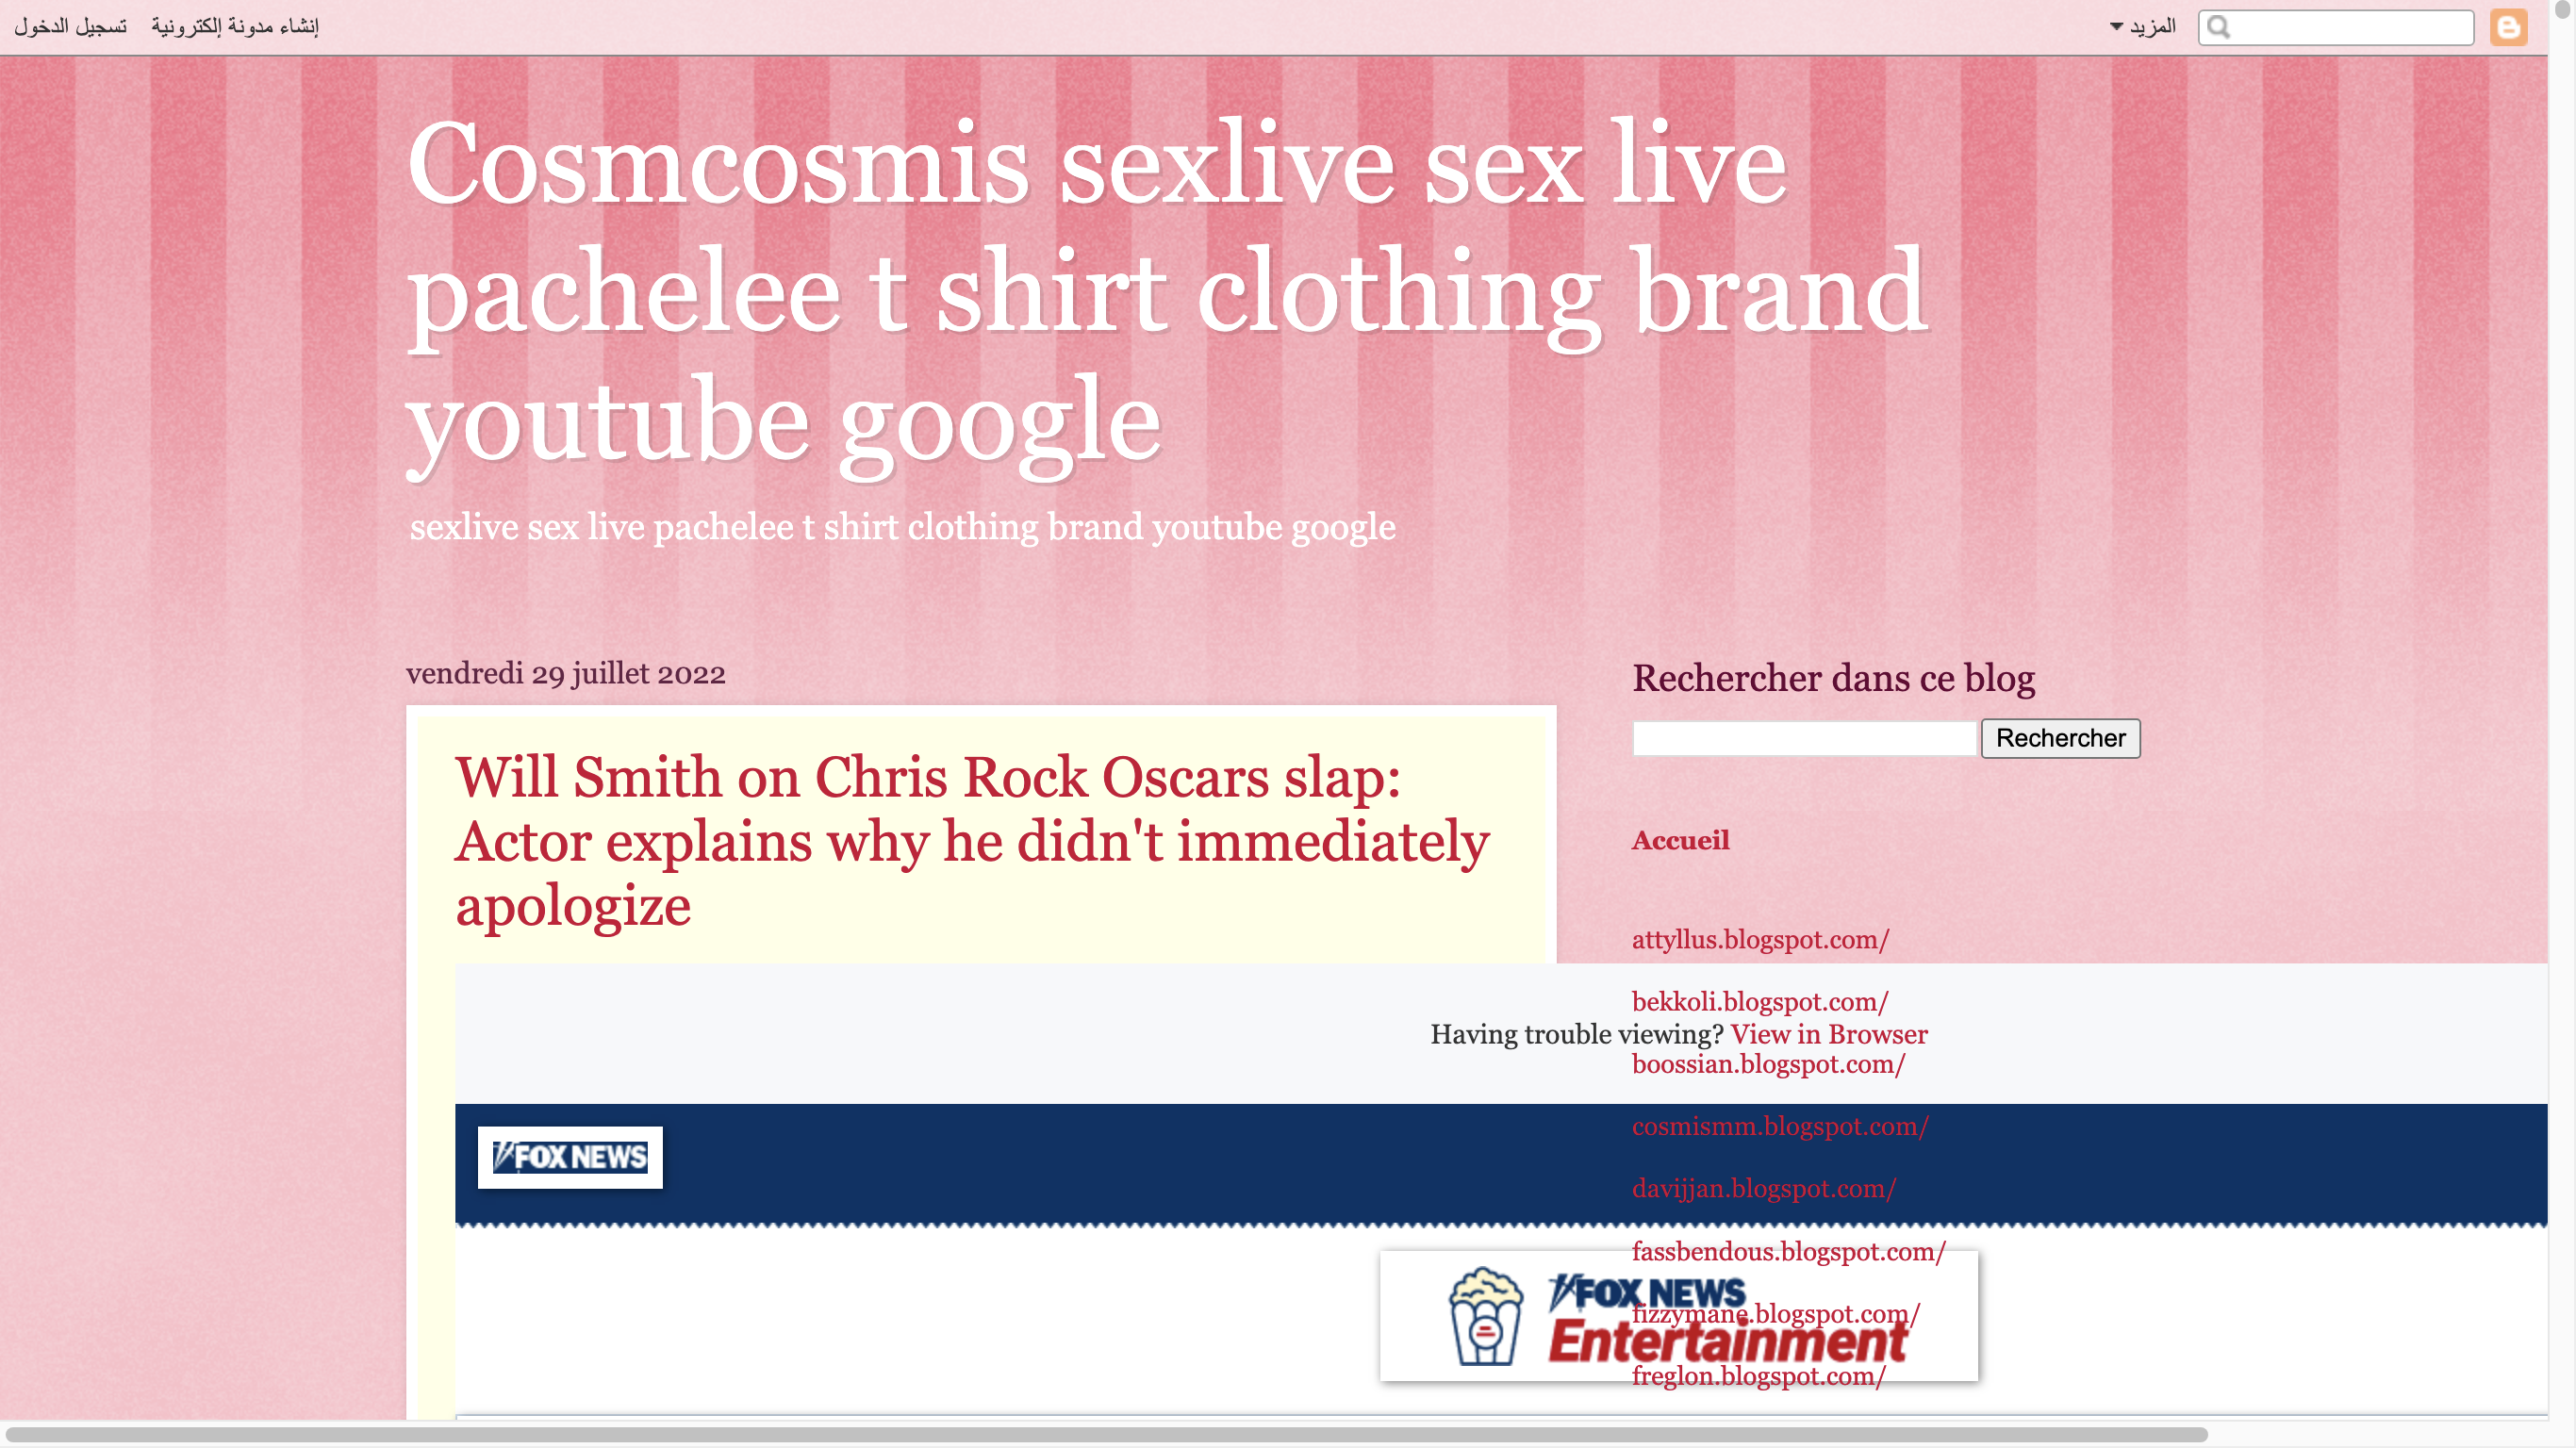 تسجيل الدخول
إنشاء مدونة إلكترونية
المزيد
Cosmcosmis sexlive sex live
pachelee t shirt clothing brand
youtube google
sexlive sex live pachelee t shirt clothing brand youtube google
vendredi 29 juillet 2022
Will Smith on Chris Rock Oscars slap:
Actor explains why he didn't immediately
apologize
Having trouble viewing? View in Browser
FOX NEWS
FOX NEWS
Entertainment
Rechercher dans ce blog
Rechercher
Accueil
attyllus.blogspot.com/
bekkoli.blogspot.com/
boossian.blogspot.com/
cosmismm.blogspot.com/
davijjan.blogspot.com/
fassbendous.blogspot.com/
fizzymane.blogspot.com/
freglon.blogspot.com/